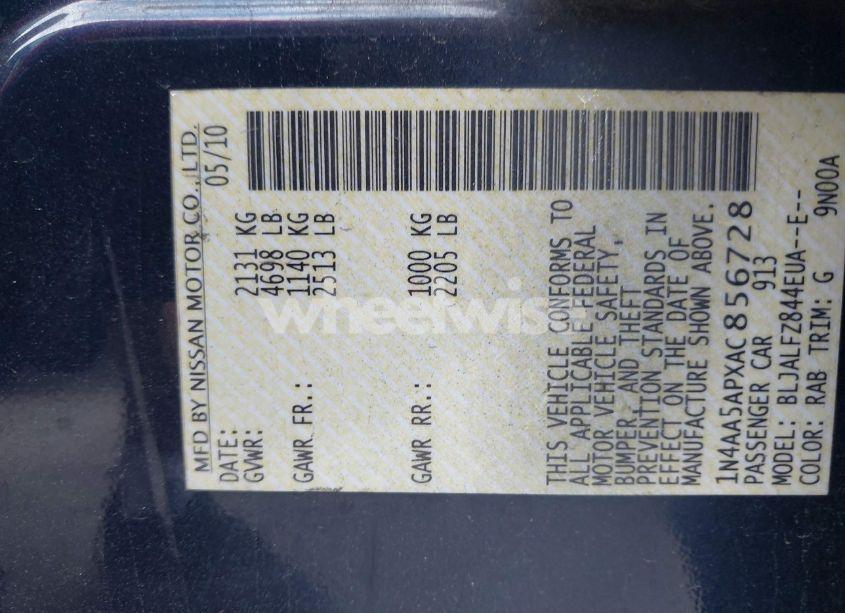 MFD BY NISSAN MOTOR CO.,LTD.
DATE: 05/10
GVWR: 2131 KG
4698 LB
GAWR FR.: 1140 KG
2513 LB
GAWR RR.: 1000 KG
2205 LB
THIS VEHICLE CONFORMS TO
ALL APPLICABLE FEDERAL
MOTOR VEHICLE SAFETY,
BUMPER AND THEFT
PREVENTION STANDARDS IN
EFFECT ON THE DATE OF
MANUFACTURE SHOWN ABOVE.
1N4AA5APXAC856728
PASSENGER CAR 913
MODEL: BLJALFZ844EUA--E--
COLOR: RAB TRIM: G 9N00A
wheelwise